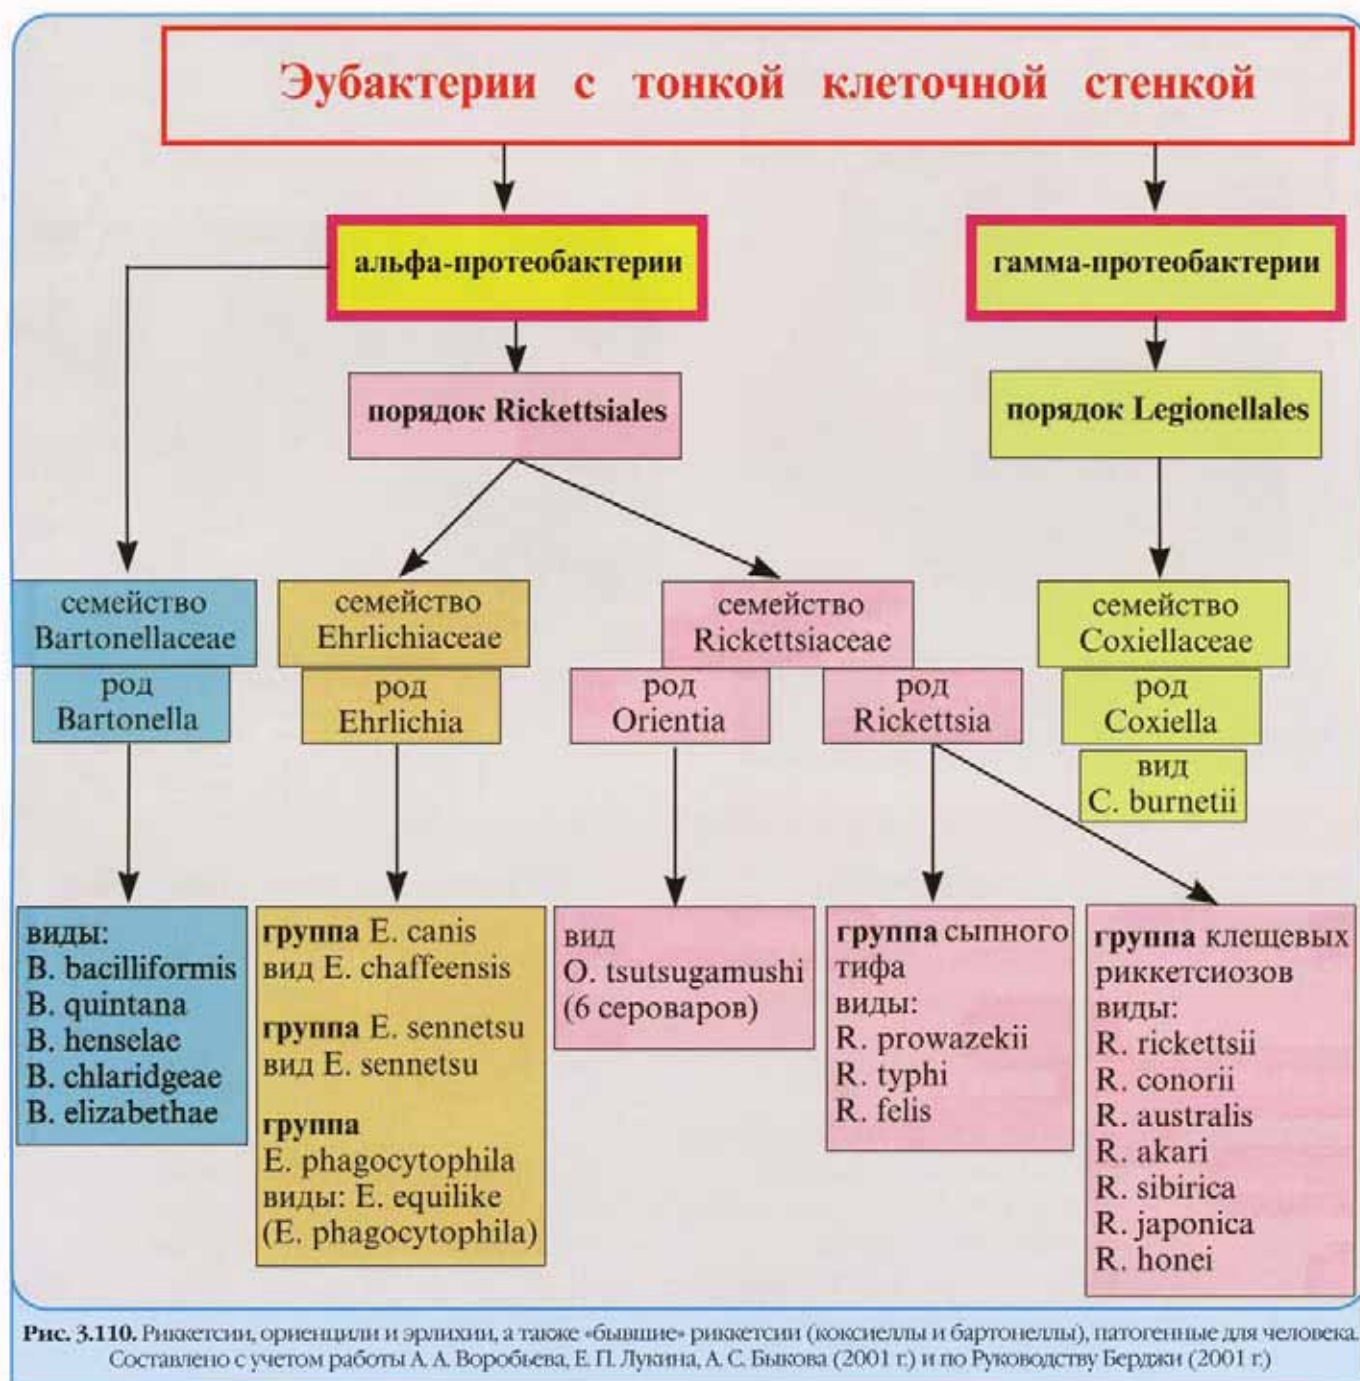 Эубактерии с тонкой клеточной стенкой
альфа-протеобактерии
гамма-протеобактерии
порядок Rickettsiales
порядок Legionellales
семейство
Bartonellaceae
род
Bartonella
семейство
Ehrlichiaceae
род
Ehrlichia
семейство
Rickettsiaceae
род
Orientia
род
Rickettsia
семейство
Coxiellaceae
род
Coxiella
вид
C. burnetii
виды:
B. bacilliformis
B. quintana
B. henselae
B. chlaridgeae
B. elizabethae
группа E. canis
вид E. chaffeensis
группа E. sennetsu
вид E. sennetsu
группа
E. phagocytophila
виды: E. equilike
(E. phagocytophila)
вид
O. tsutsugamushi
(6 сероваров)
группа сыпного
тифа
виды:
R. prowazekii
R. typhi
R. felis
группа клещевых
риккетсиозов
виды:
R. rickettsii
R. conorii
R. australis
R. akari
R. sibirica
R. japonica
R. honei
Рис. 3.110. Риккетсии, ориенцили и эрлихии, а также «бывшие» риккетсии (коксиеллы и бартонеллы), патогенные для человека.
Составлено с учетом работы А. А. Воробьева, Е. П. Лукина, А. С. Быкова (2001 г.) и по Руководству Берджи (2001 г.)